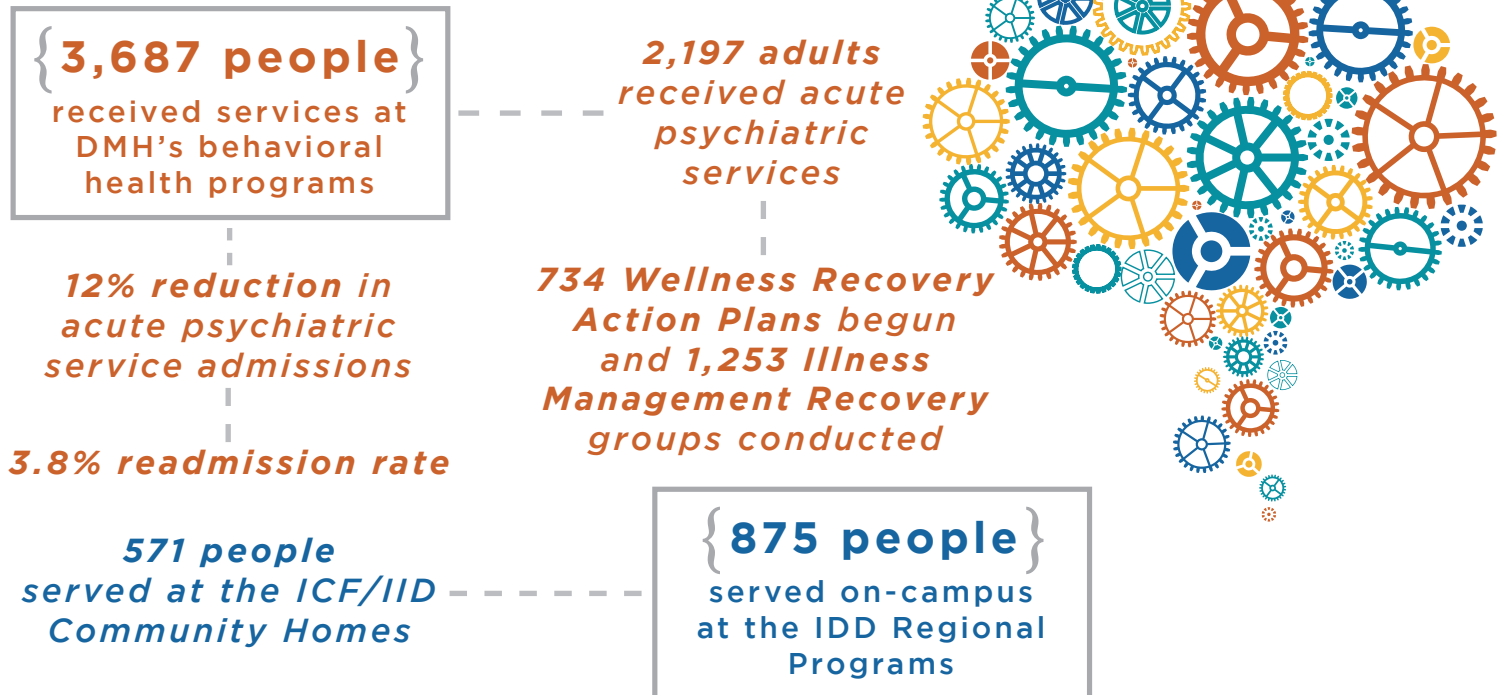 {3,687 people}
received services at
DMH's behavioral
health programs
2,197 adults
received acute
psychiatric
services
12% reduction in
acute psychiatric
service admissions
734 Wellness Recovery
Action Plans begun
and 1,253 Illness
Management Recovery
groups conducted
3.8% readmission rate
571 people
served at the ICF/IID
Community Homes
{875 people}
served on-campus
at the IDD Regional
Programs